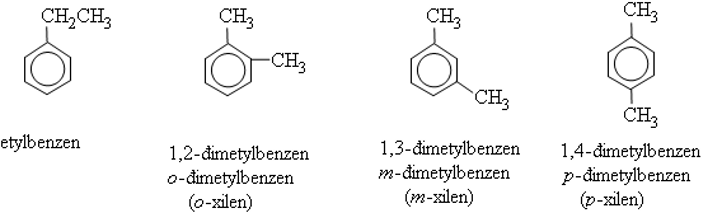 CH₂CH₃
etylbenzen
CH₃
CH₃
1,2-đimetylbenzen
o-đimetylbenzen
(o-xilen)
CH₃
CH₃
1,3-đimetylbenzen
m-đimetylbenzen
(m-xilen)
CH₃
CH₃
1,4-đimetylbenzen
p-đimetylbenzen
(p-xilen)